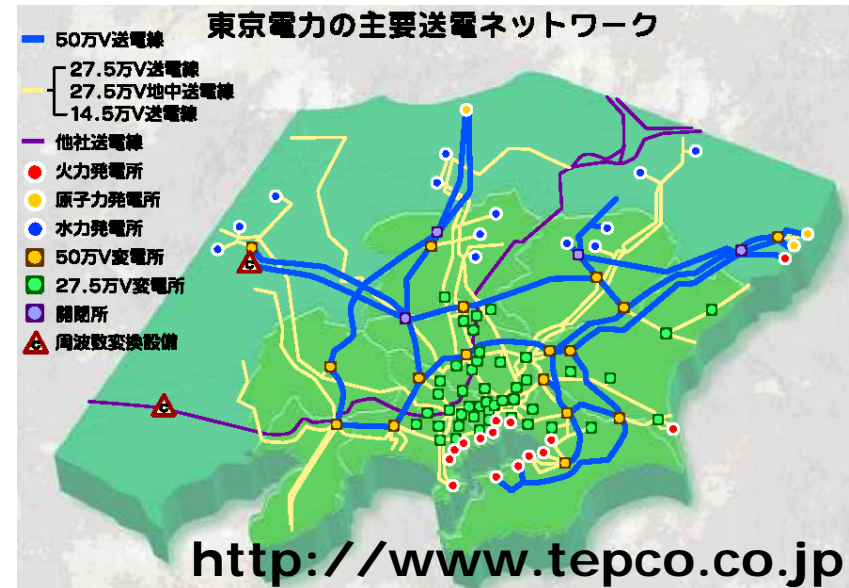 東京電力の主要送電ネットワーク
50万V送電線
27.5万V送電線
27.5万V地中送電線
14.5万V送電線
他社送電線
火力発電所
原子力発電所
水力発電所
50万V変電所
27.5万V変電所
開閉所
周波数変換設備
C
C
http://www.tepco.co.jp